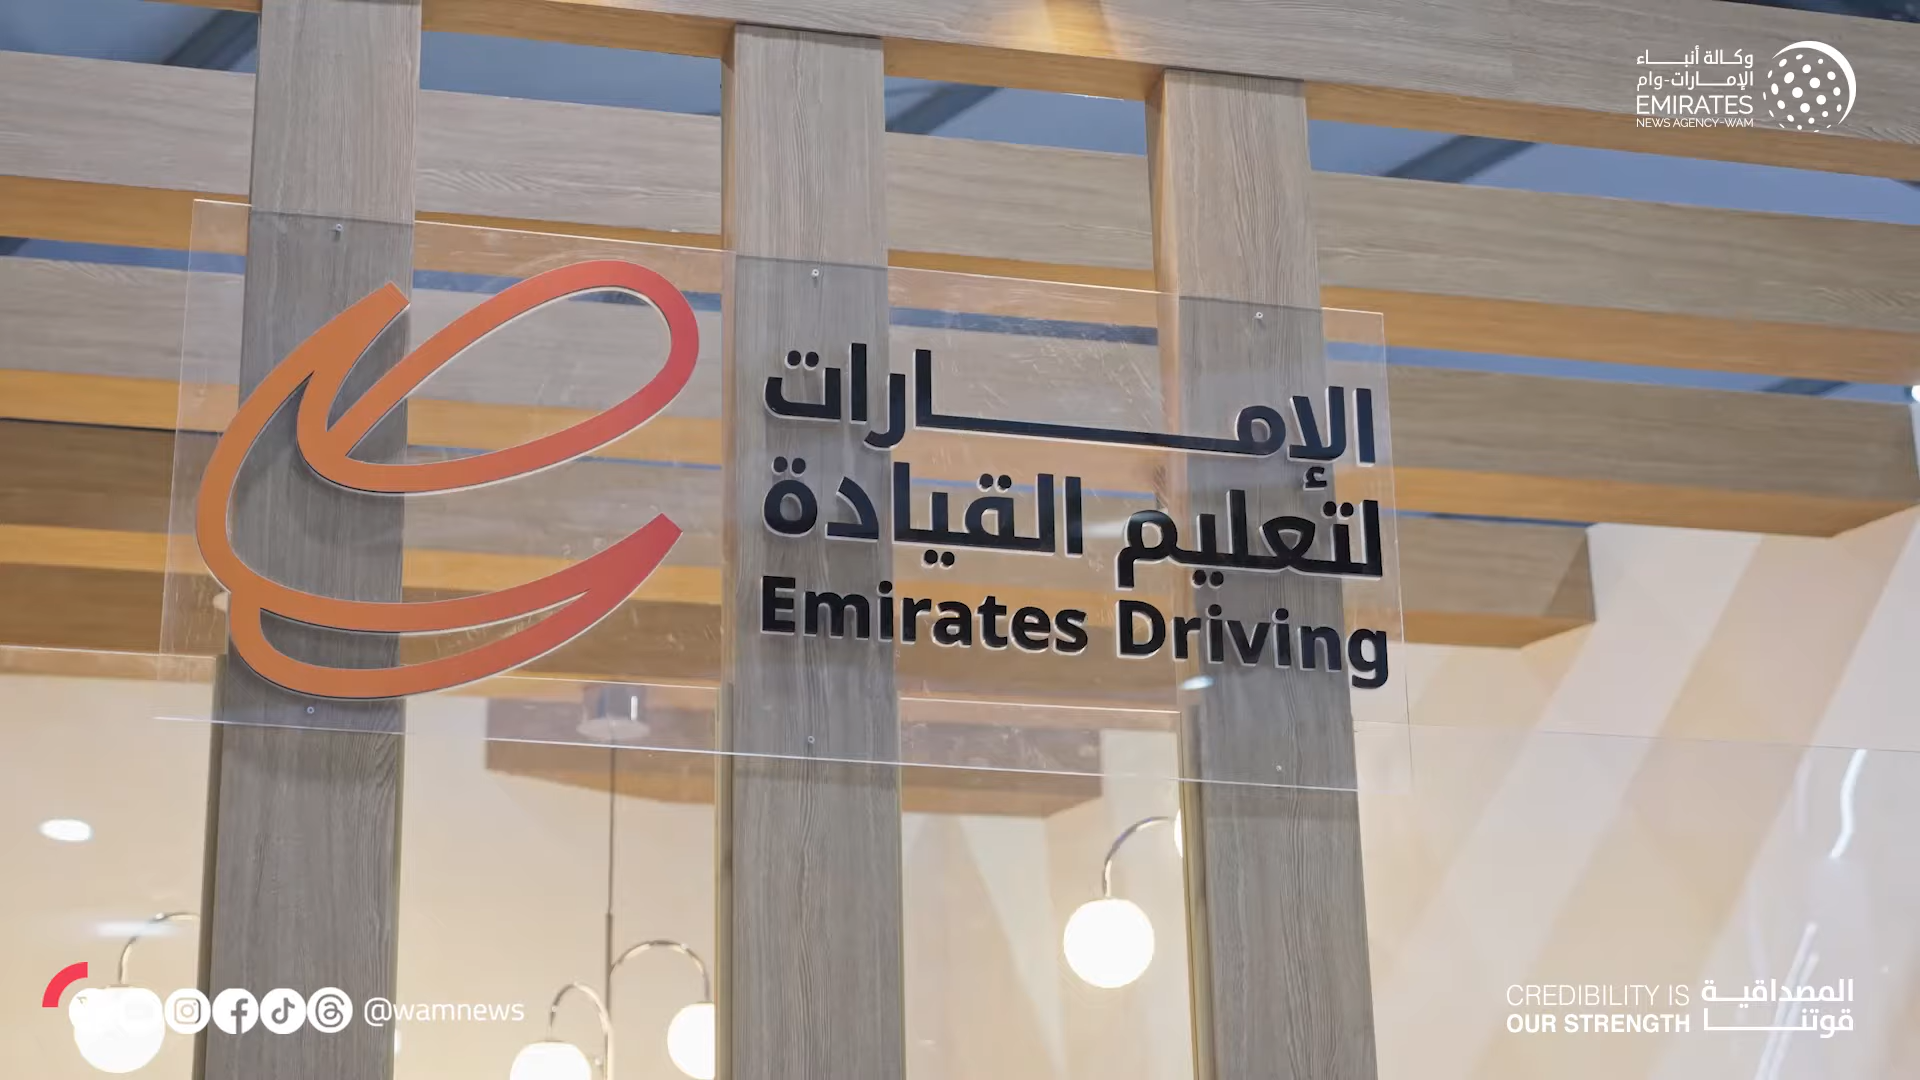 وكالة أنباء
الإمارات-وام
EMIRATES
NEWS AGENCY-WAM
الإمارات
لتعليم القيادة
Emirates Driving
@wamnews
CREDIBILITY IS
OUR STRENGTH
المصداقية
قوتنا